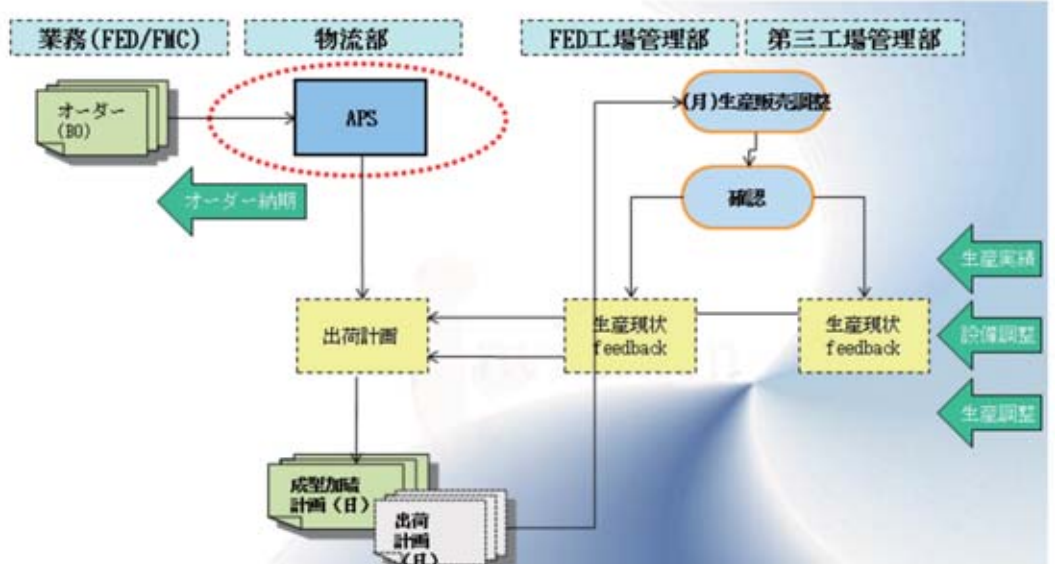 業務(FED/FMC)
物流部
FED工場管理部
第三工場管理部
オーダー
(BO)
APS
(月)生産販売調整
オーダー納期
確認
生産実績
出荷計画
生産現状
feedback
生産現状
feedback
設備調整
生産調整
成型加硫
計画(日)
出荷
計画
(月)